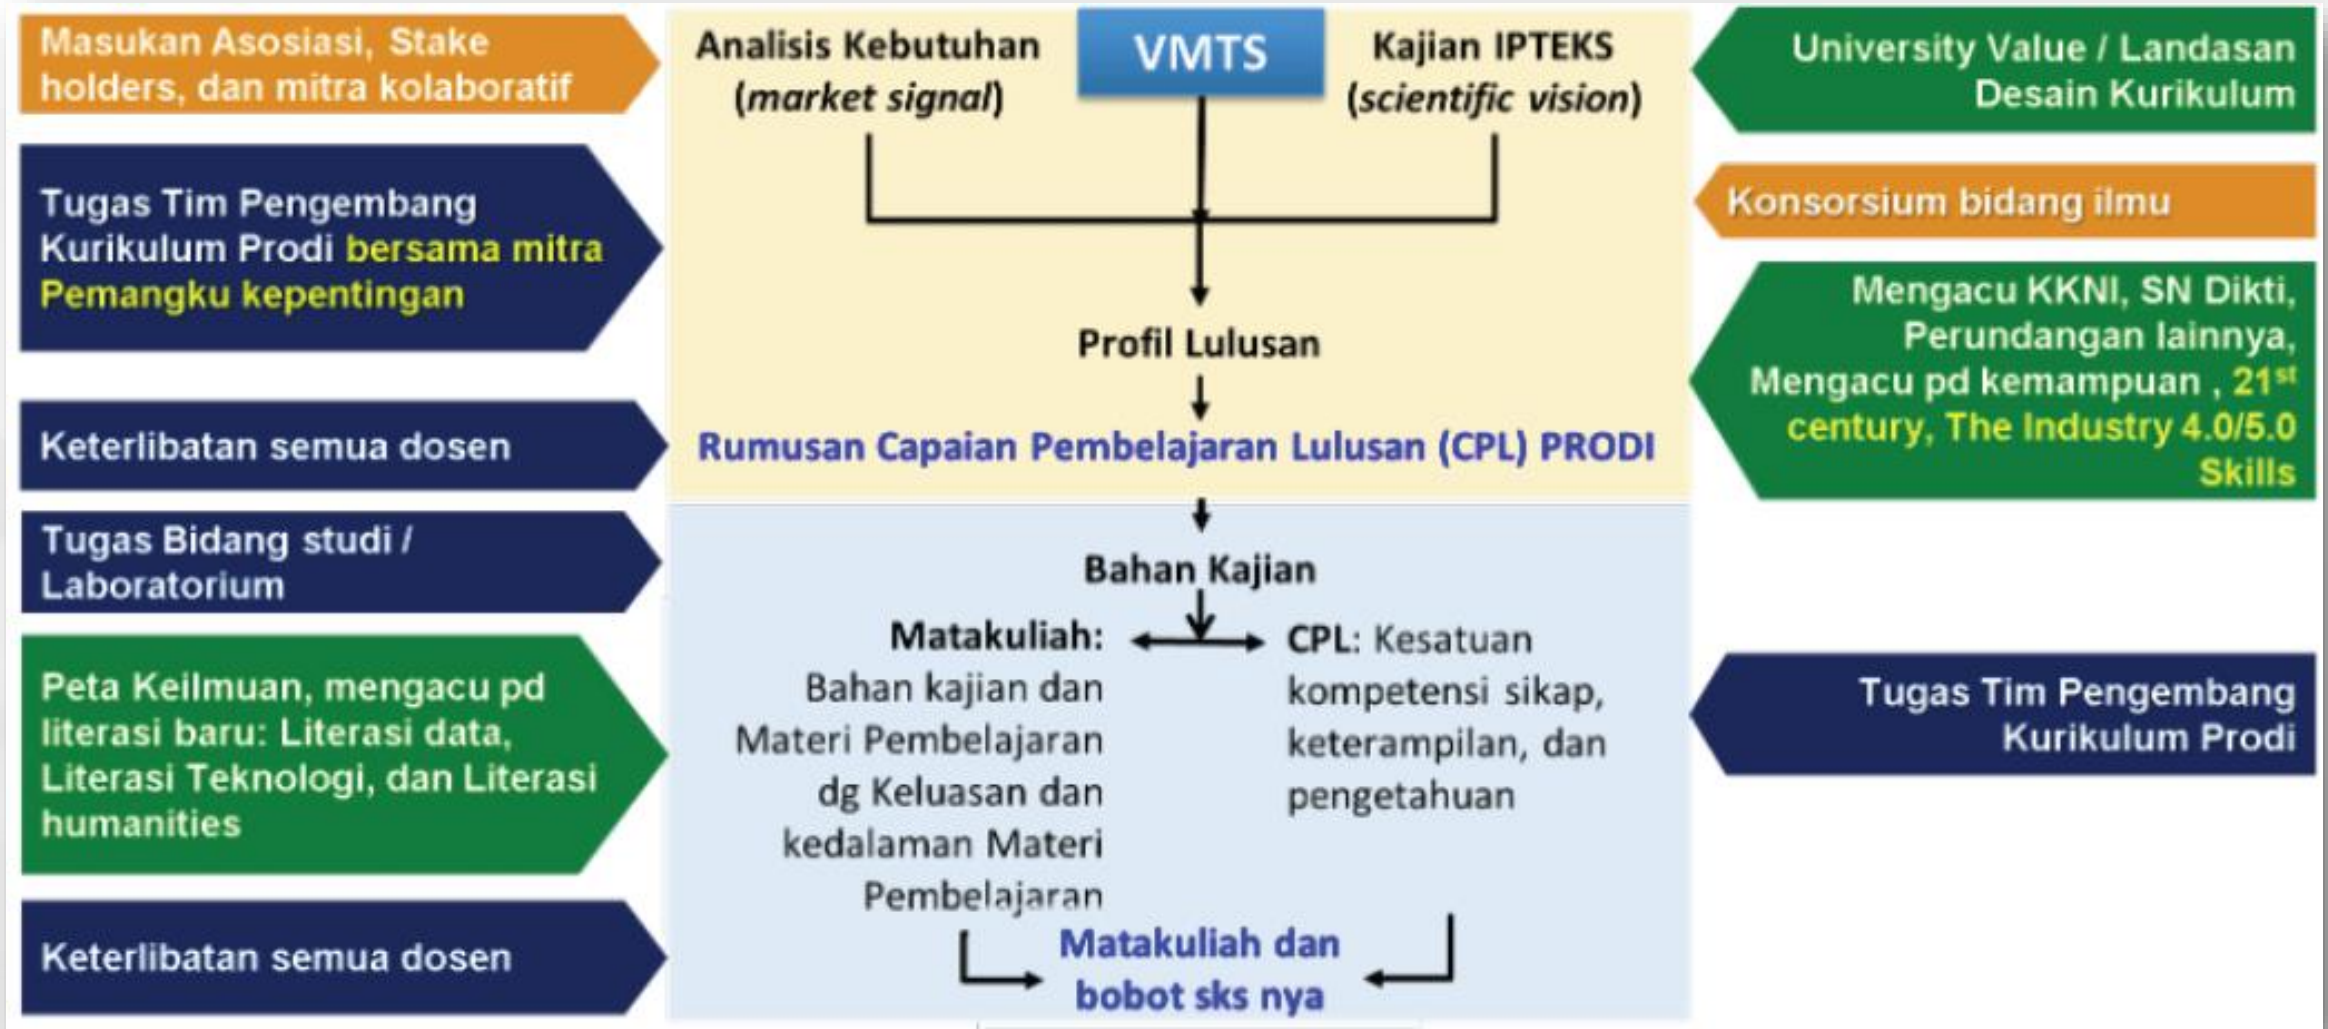 Masukan Asosiasi, Stake
holders, dan mitra kolaboratif
Tugas Tim Pengembang
Kurikulum Prodi bersama mitra
Pemangku kepentingan
Keterlibatan semua dosen
Tugas Bidang studi /
Laboratorium
Peta Keilmuan, mengacu pd
literasi baru: Literasi data,
Literasi Teknologi, dan Literasi
humanities
Keterlibatan semua dosen
Analisis Kebutuhan
(market signal)
VMTS
Kajian IPTEKS
(scientific vision)
Profil Lulusan
Rumusan Capaian Pembelajaran Lulusan (CPL) PRODI
Bahan Kajian
Matakuliah:
Bahan kajian dan
Materi Pembelajaran
dg Keluasan dan
kedalaman Materi
Pembelajaran
CPL: Kesatuan
kompetensi sikap,
keterampilan, dan
pengetahuan
Matakuliah dan
bobot sks nya
University Value / Landasan
Desain Kurikulum
Konsorsium bidang ilmu
Mengacu KKNI, SN Dikti,
Perundangan lainnya,
Mengacu pd kemampuan , 21st
century, The Industry 4.0/5.0
Skills
Tugas Tim Pengembang
Kurikulum Prodi